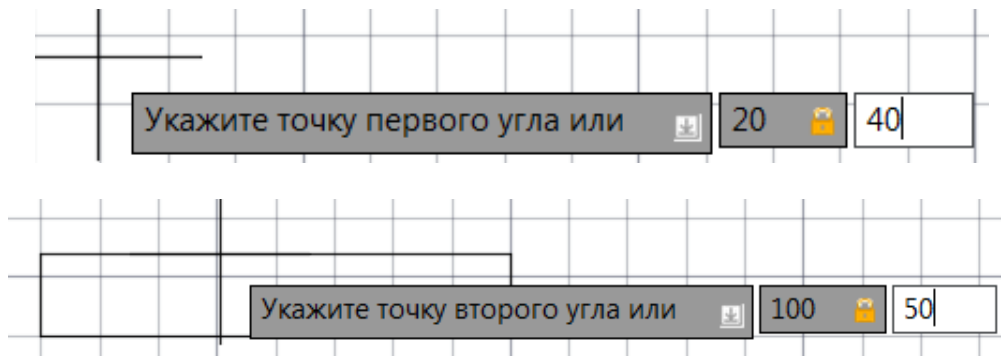 Укажите точку первого угла или 20 40
Укажите точку второго угла или 100 50